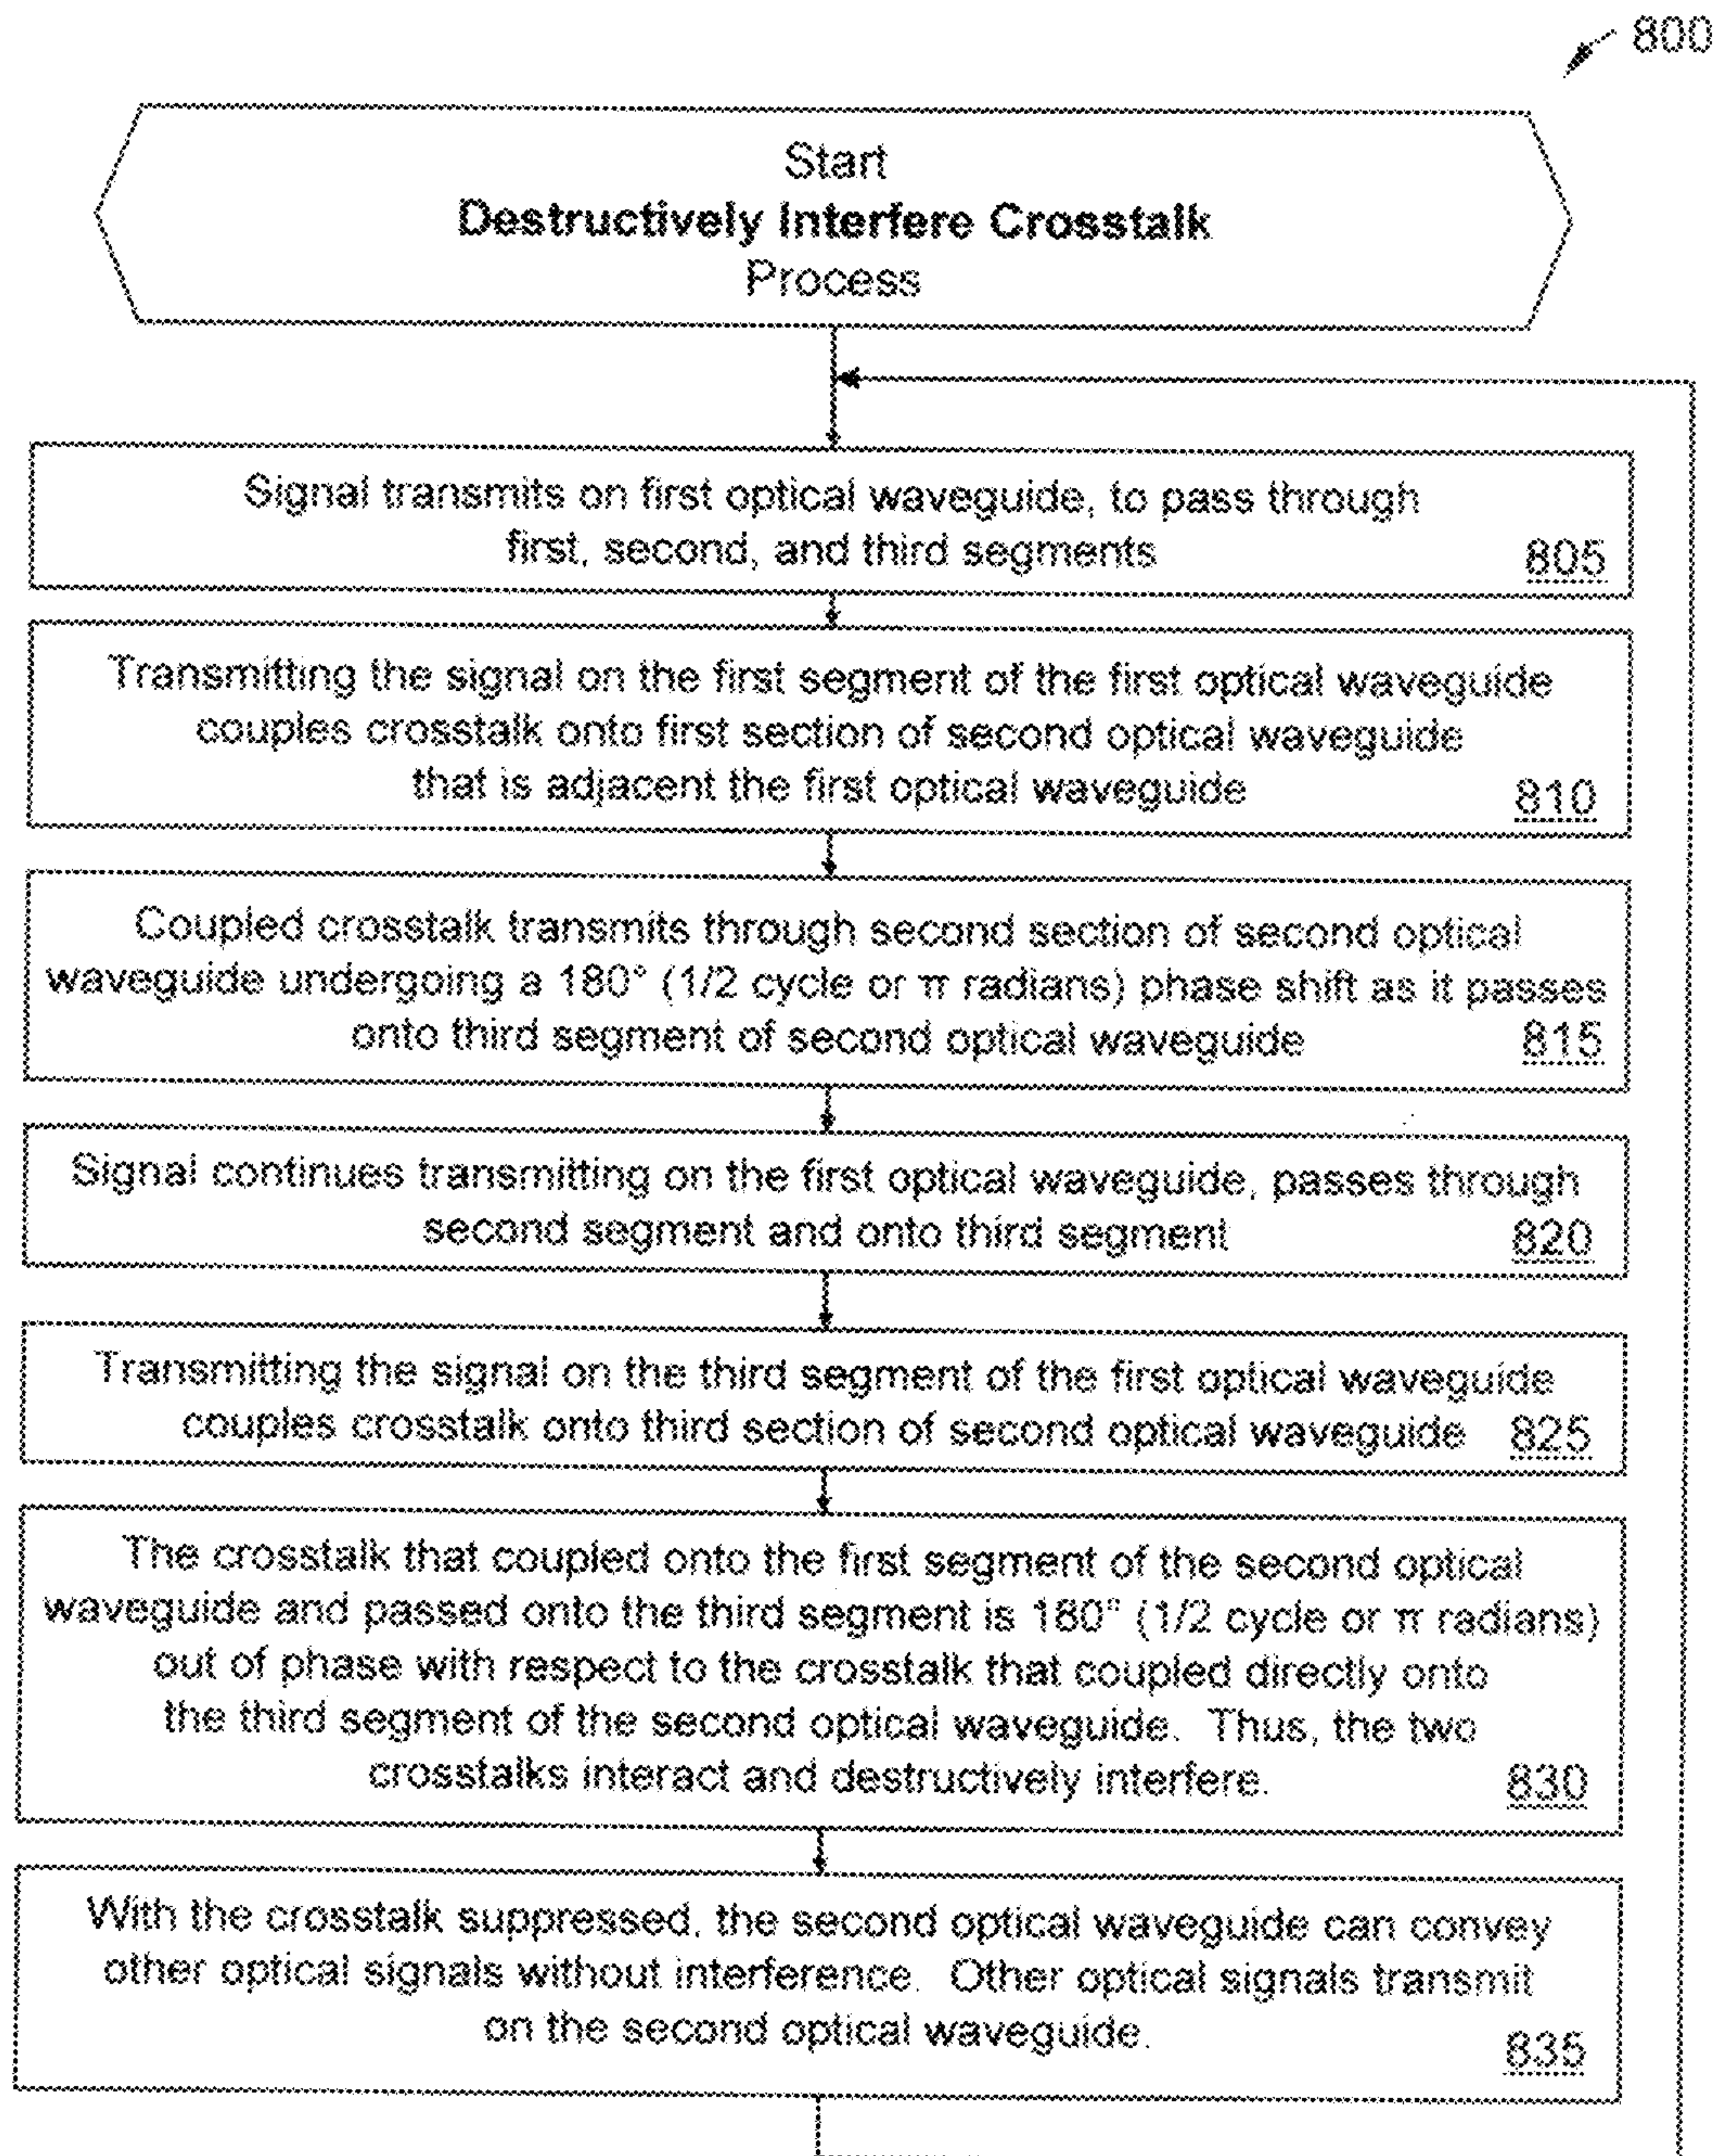 800
Start
Destructively Interfere Crosstalk
Process
Signal transmits on first optical waveguide, to pass through
first, second, and third segments
805
Transmitting the signal on the first segment of the first optical waveguide
couples crosstalk onto first section of second optical waveguide
that is adjacent the first optical waveguide
810
Coupled crosstalk transmits through second section of second optical
waveguide undergoing a 180° (1/2 cycle or π radians) phase shift as it passes
onto third segment of second optical waveguide
815
Signal continues transmitting on the first optical waveguide, passes through
second segment and onto third segment
820
Transmitting the signal on the third segment of the first optical waveguide
couples crosstalk onto third section of second optical waveguide 825
The crosstalk that coupled onto the first segment of the second optical
waveguide and passed onto the third segment is 180° (1/2 cycle or π radians)
out of phase with respect to the crosstalk that coupled directly onto
the third segment of the second optical waveguide. Thus, the two
crosstalks interact and destructively interfere.
830
With the crosstalk suppressed, the second optical waveguide can convey
other optical signals without interference. Other optical signals transmit
on the second optical waveguide.
835